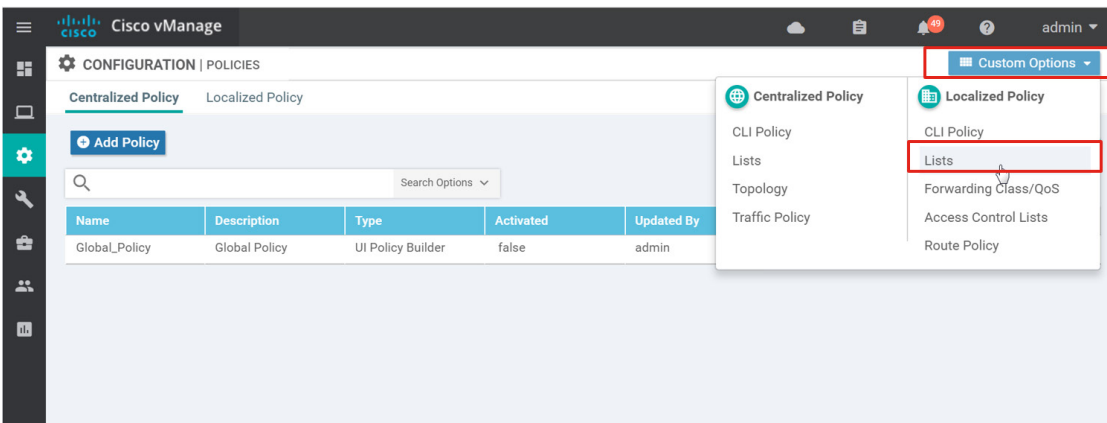 cisco Cisco vManage 49 admin
CONFIGURATION | POLICIES Custom Options
Centralized Policy Localized Policy
Add Policy
Search Options
Name Description Type Activated Updated By
Global_Policy Global Policy UI Policy Builder false admin
Centralized Policy
CLI Policy
Lists
Topology
Traffic Policy
Localized Policy
CLI Policy
Lists
Forwarding Class/QoS
Access Control Lists
Route Policy